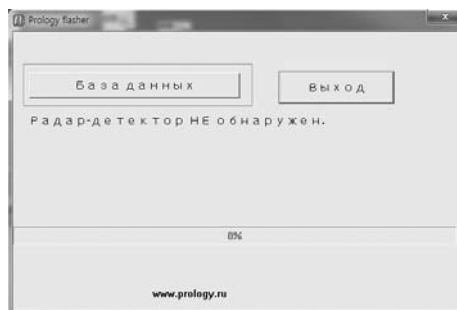 Prology flasher
База данных
Выход
Радар-детектор НЕ обнаружен.
0%
www.prology.ru